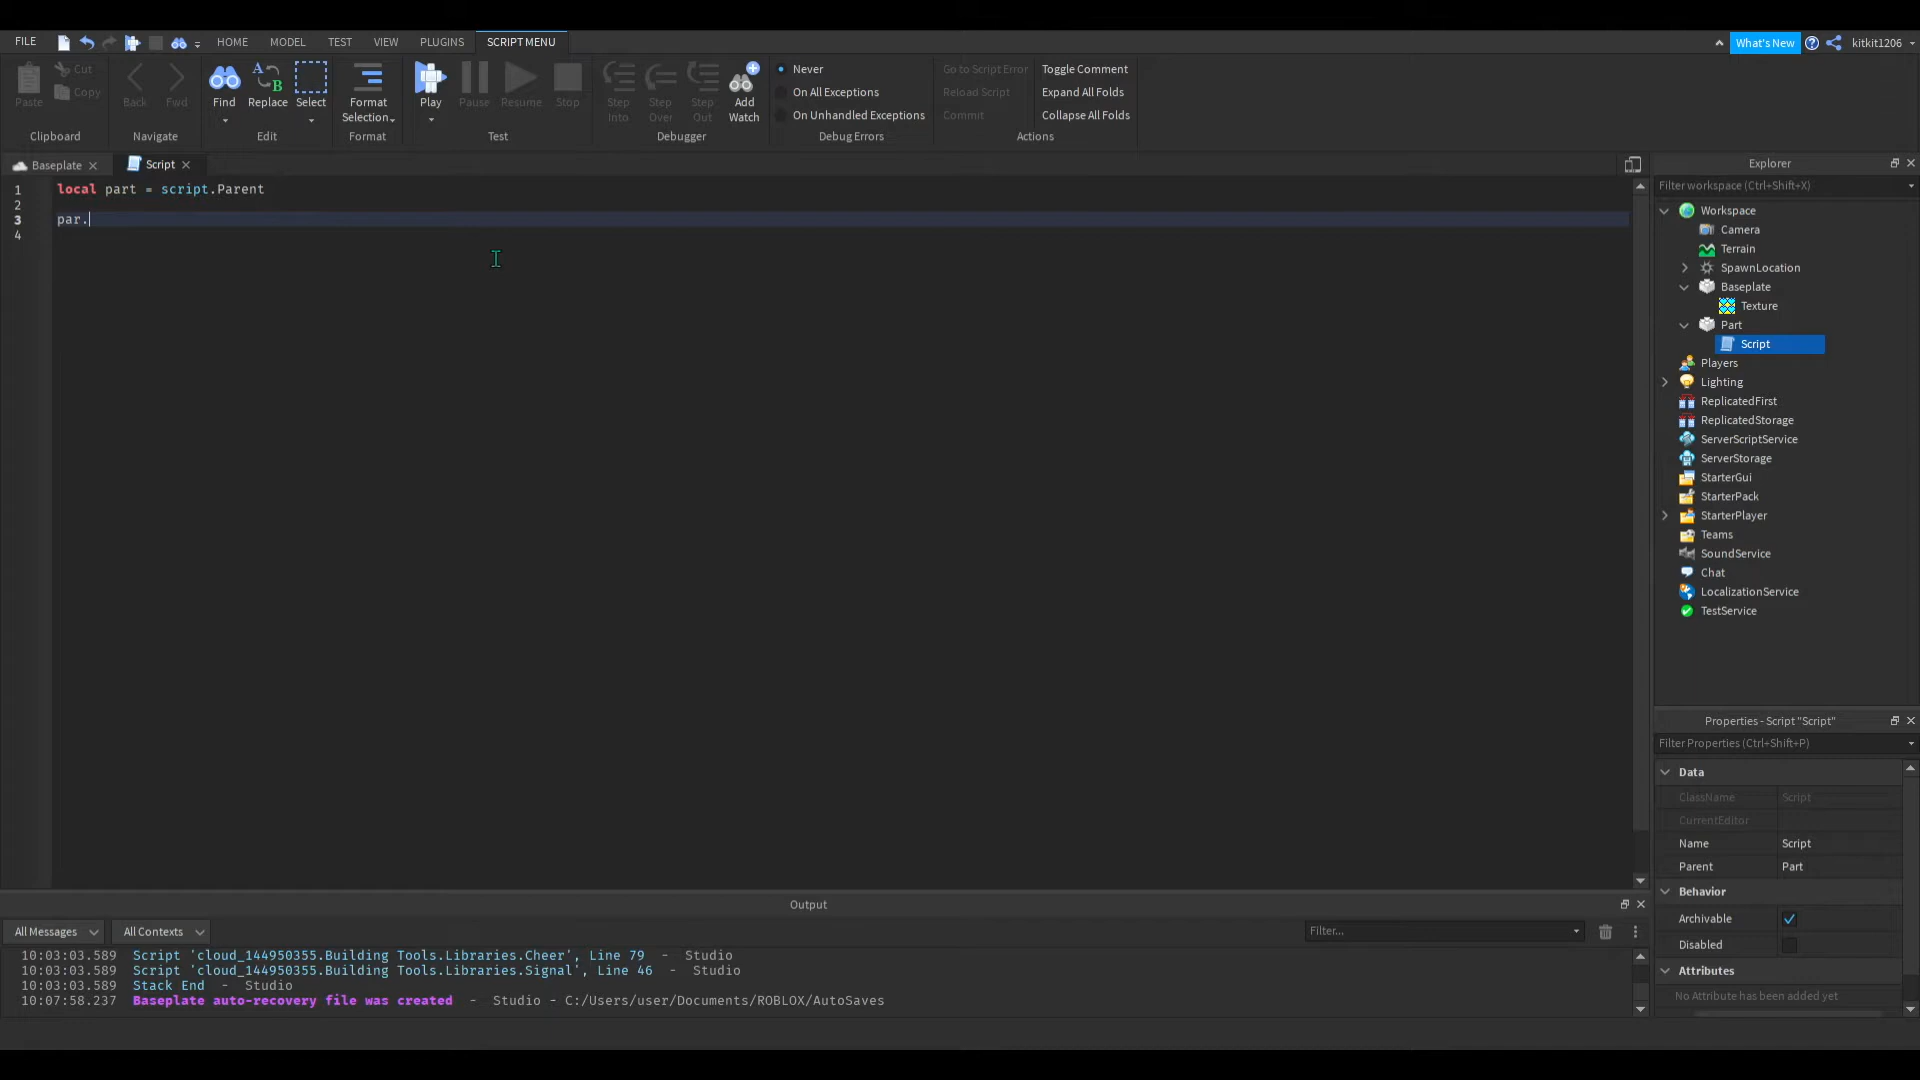 FILE HOME MODEL TEST VIEW PLUGINS SCRIPT MENU What's New kitkit1206
Paste Cut Copy Back Fwd Find Replace Select Format Selection Play Pause Resume Stop Step Into Step Over Step Out Add Watch
Never
On All Exceptions
On Unhandled Exceptions
Go to Script Error
Reload Script
Commit
Toggle Comment
Expand All Folds
Collapse All Folds
Clipboard Navigate Edit Format Test Debugger Debug Errors Actions
Baseplate Script
1 local part = script.Parent
2
3 par.
4
Explorer
Filter workspace (Ctrl+Shift+X)
Workspace
Camera
Terrain
SpawnLocation
Baseplate
Texture
Part
Script
Players
Lighting
ReplicatedFirst
ReplicatedStorage
ServerScriptService
ServerStorage
StarterGui
StarterPack
StarterPlayer
Teams
SoundService
Chat
LocalizationService
TestService
Properties - Script "Script"
Filter Properties (Ctrl+Shift+P)
Data
ClassName Script
CurrentEditor
Name Script
Parent Part
Behavior
Archivable
Disabled
Attributes
No Attribute has been added yet
Output
All Messages All Contexts Filter...
10:03:03.589 Script 'cloud_144950355.Building Tools.Libraries.Cheer', Line 79 - Studio
10:03:03.589 Script 'cloud_144950355.Building Tools.Libraries.Signal', Line 46 - Studio
10:03:03.589 Stack End - Studio
10:07:58.237 Baseplate auto-recovery file was created - Studio - C:/Users/user/Documents/ROBLOX/AutoSaves